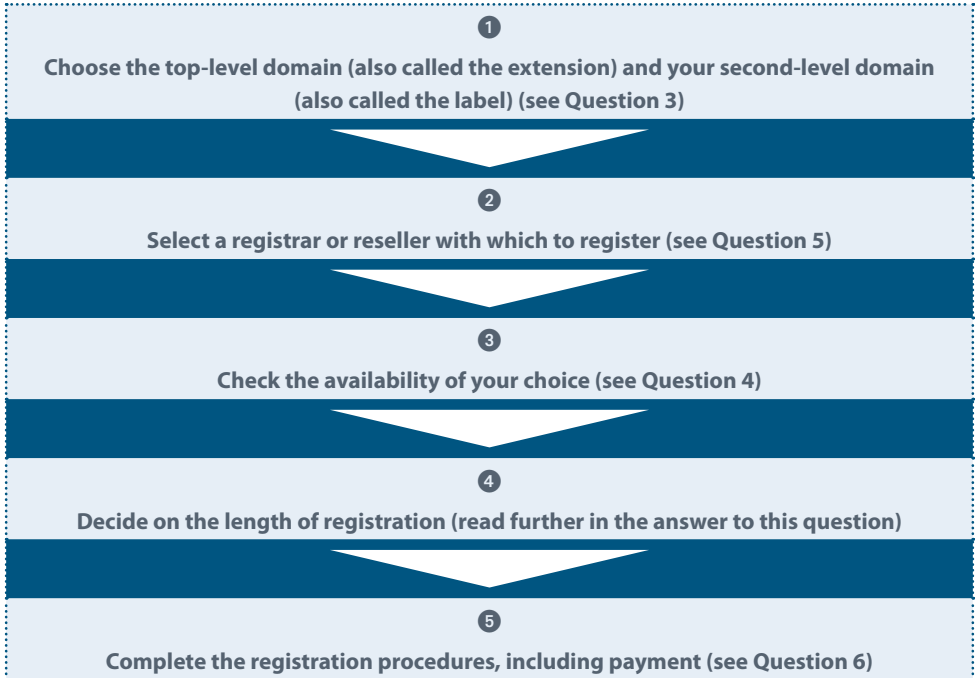 1
Choose the top-level domain (also called the extension) and your second-level domain
(also called the label) (see Question 3)
2
Select a registrar or reseller with which to register (see Question 5)
3
Check the availability of your choice (see Question 4)
4
Decide on the length of registration (read further in the answer to this question)
5
Complete the registration procedures, including payment (see Question 6)